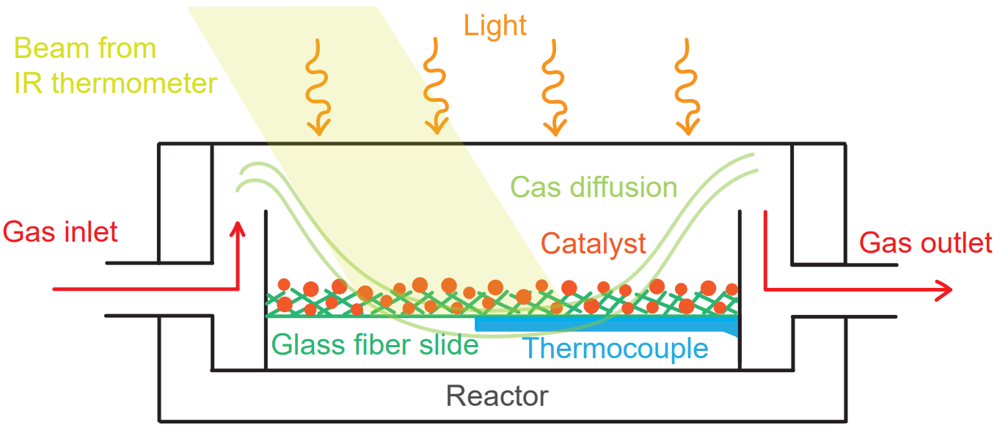 Light
Beam from
IR thermometer
Cas diffusion
Gas inlet
Catalyst
Gas outlet
Glass fiber slide
Thermocouple
Reactor